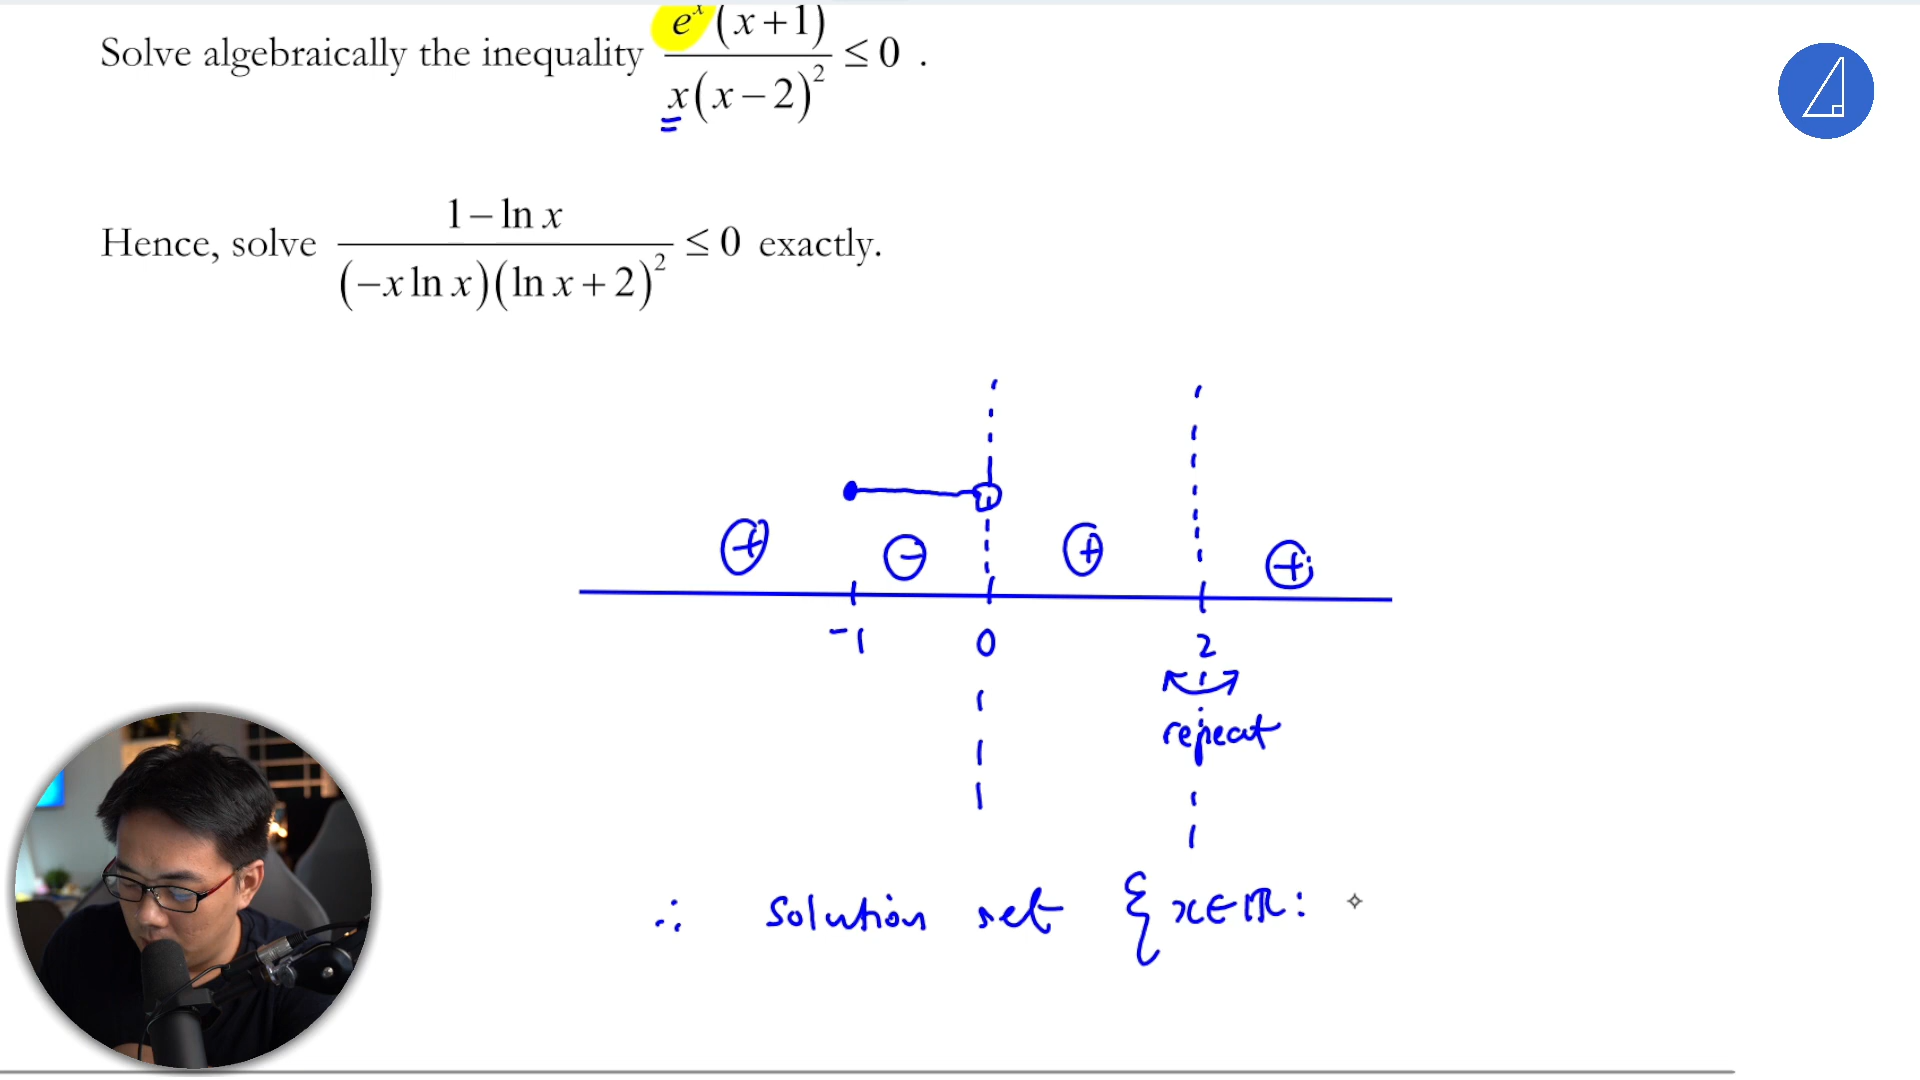 Solve algebraically the inequality e^x (x+1) / x(x−2)^2 ≤ 0 .
Hence, solve 1−ln x / (−x ln x)(ln x+2)^2 ≤ 0 exactly.
+ − + +
-1 0 2
repeat
∴ solution set { x∈ℝ: